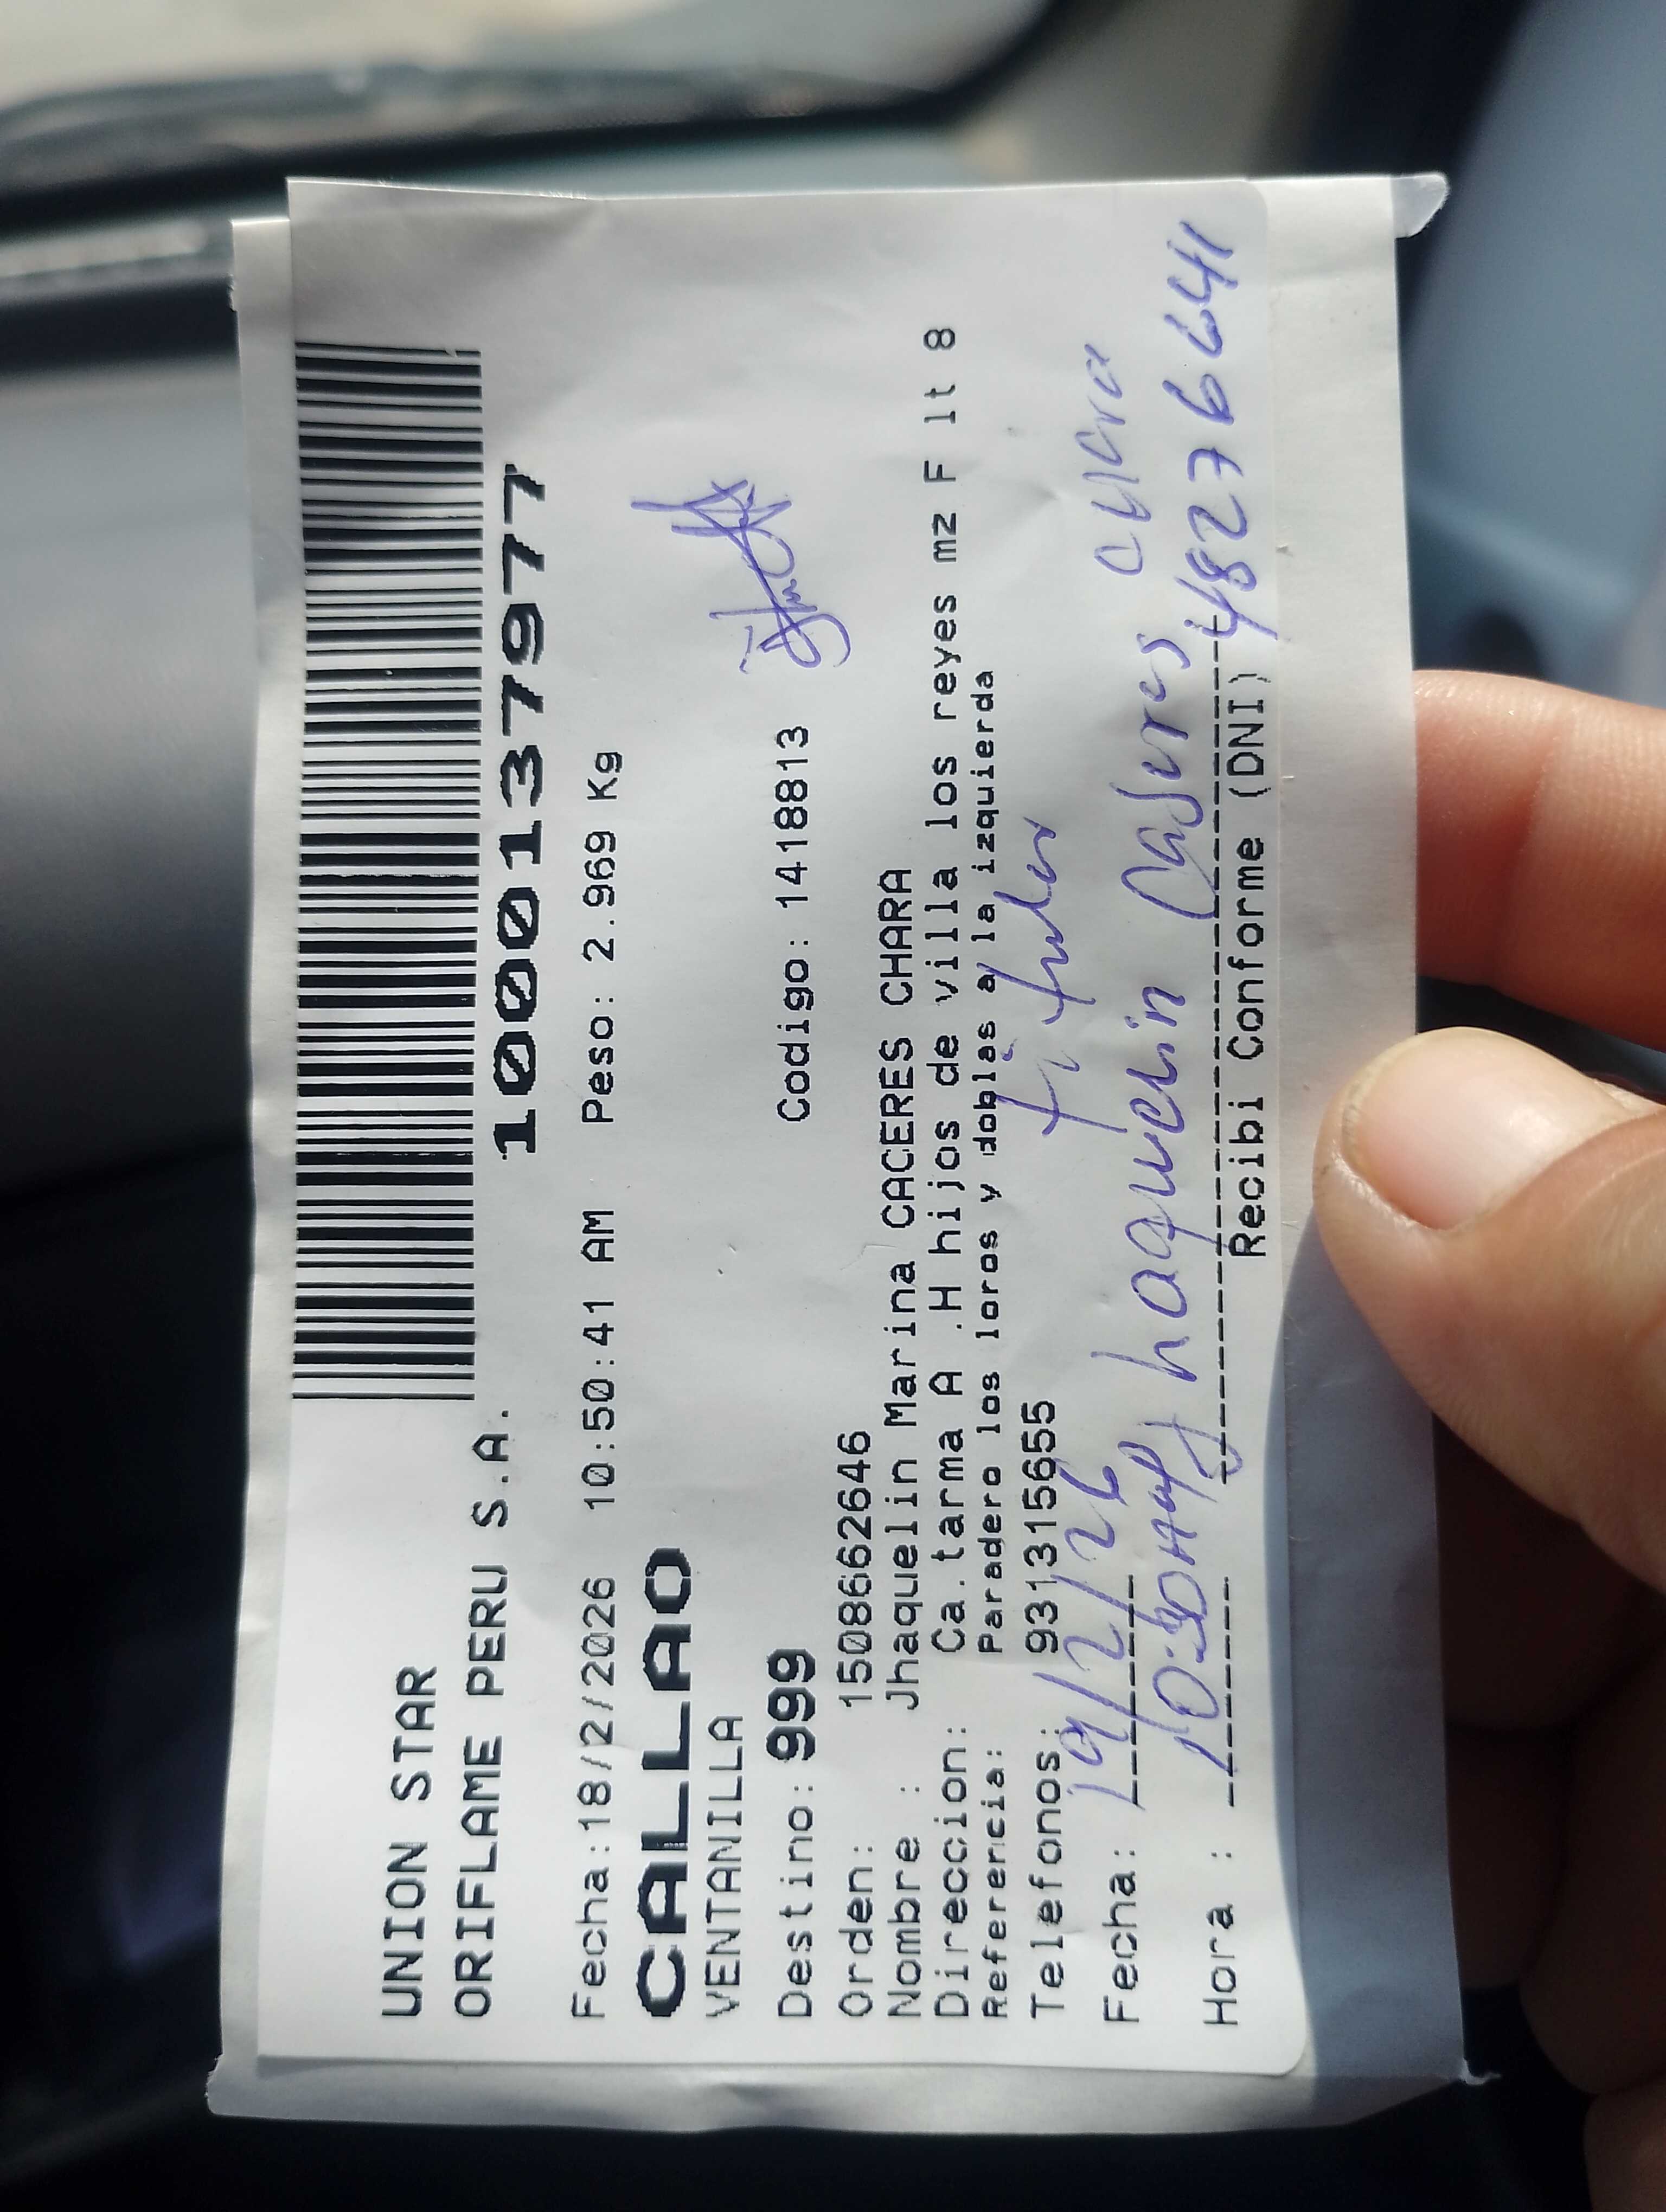 UNION STAR
ORIFLAME PERU S.A.
1000137977
Fecha:18/2/2026 10:50:41 AM Peso: 2.969 Kg
CALLAO
VENTANILLA
Destino: 999 Codigo: 1418813
Orden: 1508662646
Nombre : Jhaquelin Marina CACERES CHARA
Direccion: Ca.tarma A .H hijos de villa los reyes mz F lt 8
Referencia: Paradero los loros y doblas a la izquierda
Telefonos: 931315655
Fecha: 19/2/26
Hora : 10:30
48276641
Recibi Conforme (DNI)